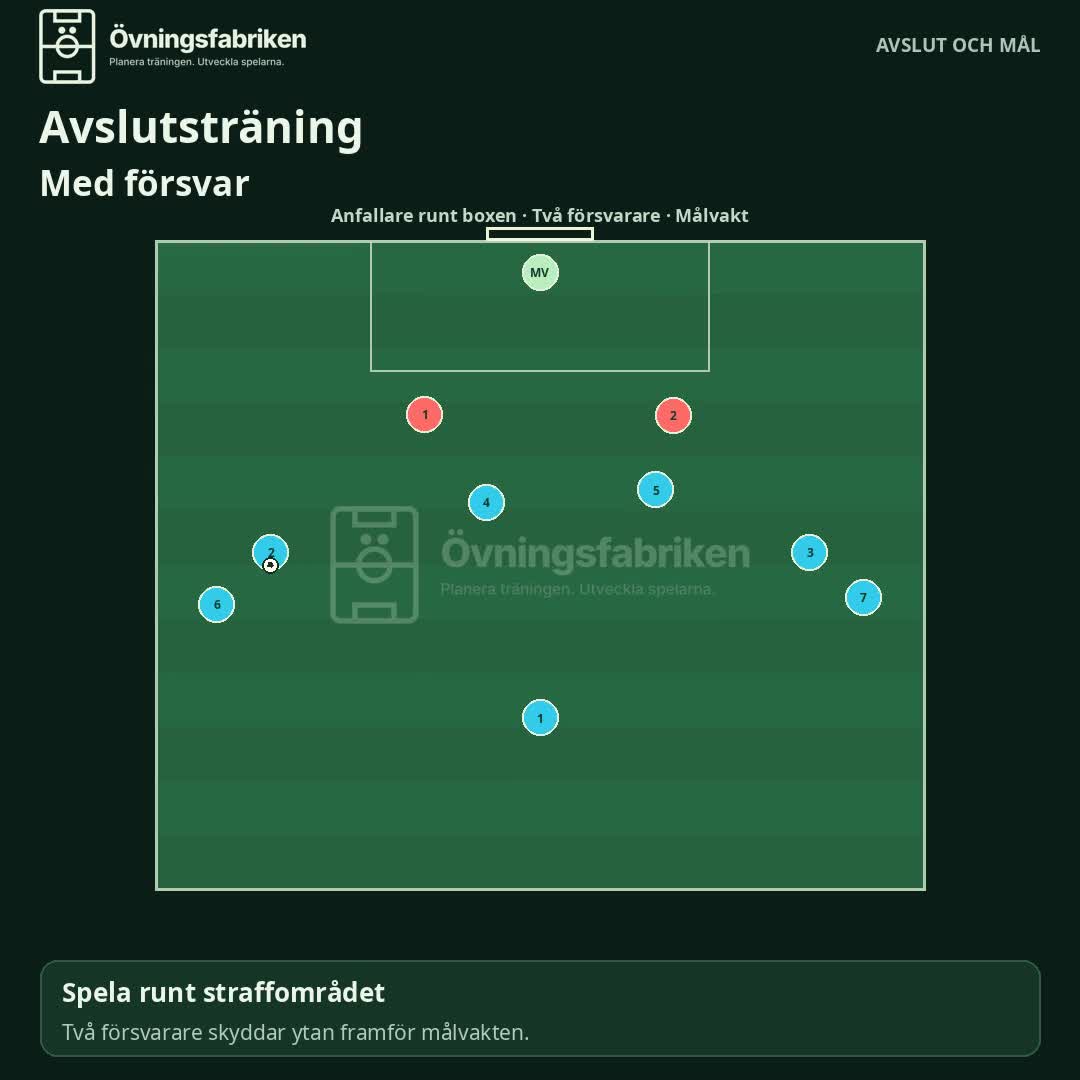 Övningsfabriken
Planera träningen. Utveckla spelarna.
AVSLUT OCH MÅL
Avslutsträning
Med försvar
Anfallare runt boxen · Två försvarare · Målvakt
MV
1
2
4
5
2
3
6
7
Övningsfabriken
Planera träningen. Utveckla spelarna.
1
Spela runt straffområdet
Två försvarare skyddar ytan framför målvakten.